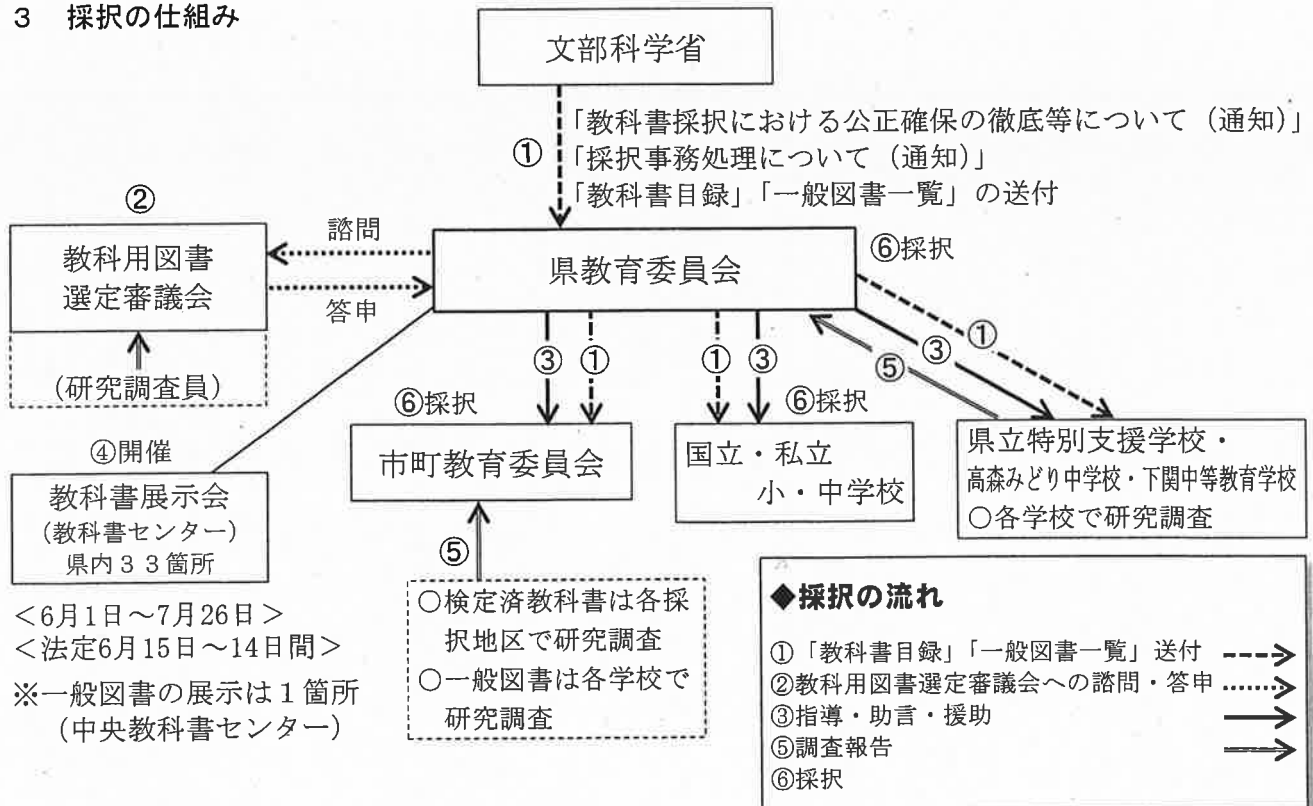 3 採択の仕組み
文部科学省
①
「教科書採択における公正確保の徹底等について（通知）」
「採択事務処理について（通知）」
「教科書目録」「一般図書一覧」の送付
②
教科用図書
選定審議会
(研究調査員)
諮問
答申
県教育委員会
⑥採択
③
①
①
③
⑤
③
①
④開催
教科書展示会
(教科書センター)
県内３３箇所
<6月1日～7月26日>
<法定6月15日～14日間>
※一般図書の展示は１箇所
(中央教科書センター)
⑥採択
市町教育委員会
⑤
○検定済教科書は各採
択地区で研究調査
○一般図書は各学校で
研究調査
⑥採択
国立・私立
小・中学校
県立特別支援学校・
高森みどり中学校・下関中等教育学校
○各学校で研究調査
◆採択の流れ
①「教科書目録」「一般図書一覧」送付
②教科用図書選定審議会への諮問・答申
③指導・助言・援助
⑤調査報告
⑥採択